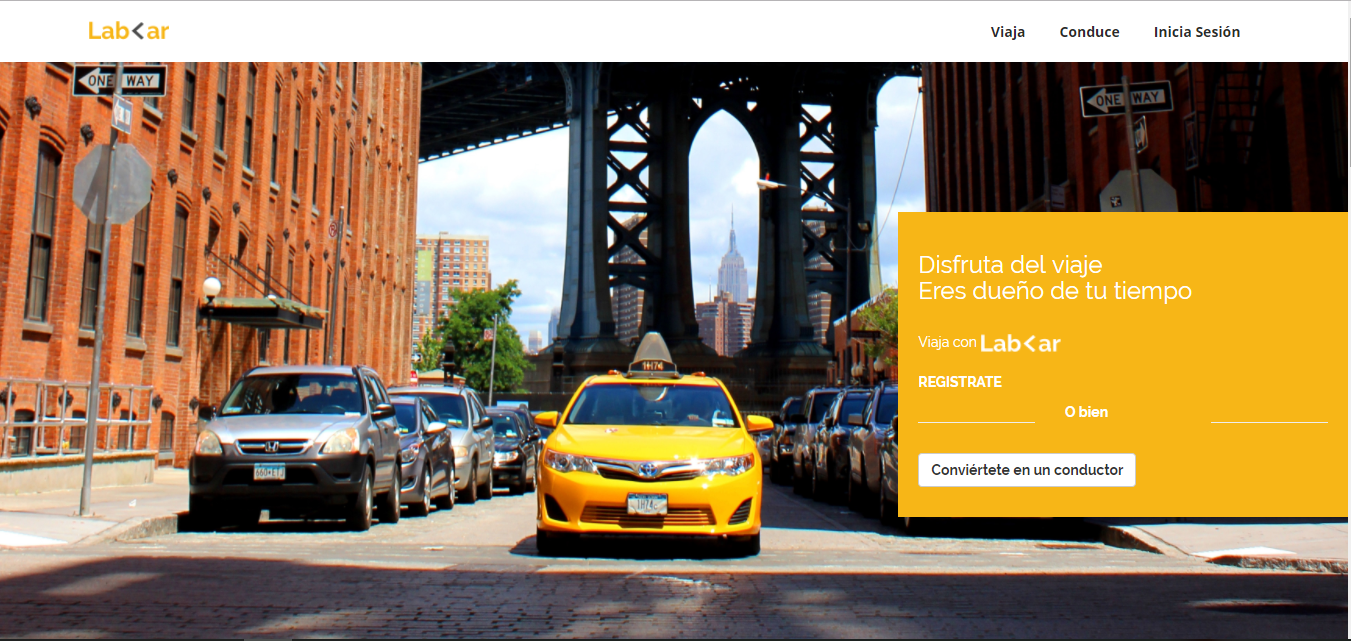 Lab<ar
Viaja
Conduce
Inicia Sesión
ONE WAY
ONE WAY
Disfruta del viaje
Eres dueño de tu tiempo
Viaja con Lab<ar
REGISTRATE
O bien
Conviértete en un conductor
1H74
1H74c